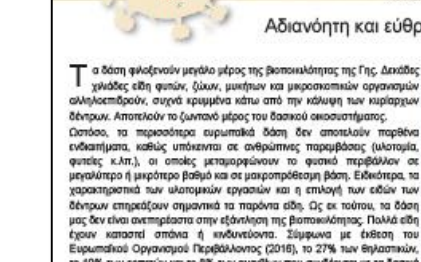 Αδιανόητη και εύθρ
Τα δάση φιλοξενούν μεγάλο μέρος της βιοποικιλότητας της Γης. Δεκάδες
χιλιάδες είδη φυτών, ζώων, μυκήτων και μικροσκοπικών οργανισμών
αλληλοεπιδρούν, συχνά κρυμμένα κάτω από την κάλυψη των κυρίαρχων
δέντρων. Αποτελούν το ζωντανό μέρος του δασικού οικοσυστήματος.
Ωστόσο, τα περισσότερα ευρωπαϊκά δάση δεν αποτελούν παρθένα
ενδιαιτήματα, καθώς υπόκεινται σε ανθρώπινες παρεμβάσεις (υλοτομία,
φυτείες κ.λπ.), οι οποίες μεταμορφώνουν το φυσικό περιβάλλον σε
μεγαλύτερο ή μικρότερο βαθμό και σε μακροπρόθεσμη βάση. Ειδικότερα, τα
χαρακτηριστικά των υλοτομικών εργασιών και η επιλογή των ειδών των
δέντρων επηρεάζουν σημαντικά τα παρόντα είδη. Ως εκ τούτου, τα δάση
μας δεν είναι ανεπηρέαστα στην εξάντληση της βιοποικιλότητας. Πολλά είδη
έχουν καταστεί σπάνια ή κινδυνεύοντα. Σύμφωνα με έκθεση του
Ευρωπαϊκού Οργανισμού Περιβάλλοντος (2016), το 27% των θηλαστικών,